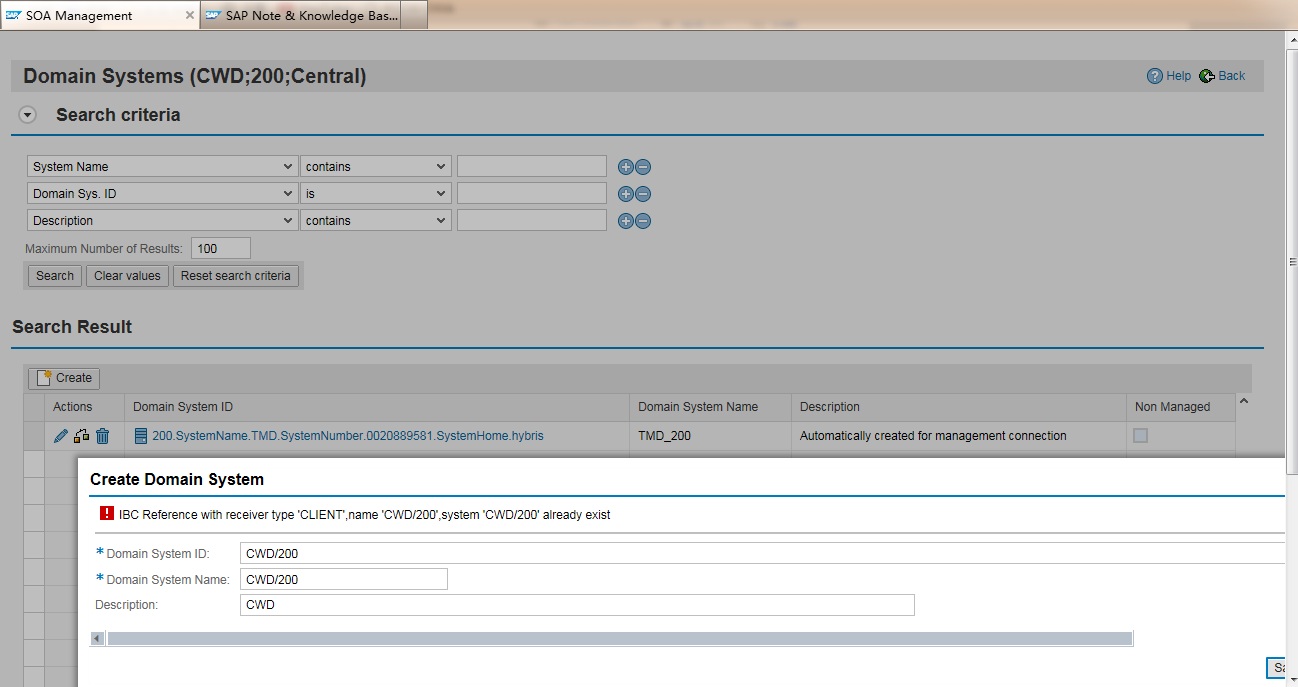 SAP SOA Management
SAP SAP Note & Knowledge Bas...
Domain Systems (CWD;200;Central)
? Help Back
Search criteria
System Name contains
Domain Sys. ID is
Description contains
Maximum Number of Results: 100
Search Clear values Reset search criteria
Search Result
Create
Actions Domain System ID Domain System Name Description Non Managed
200.SystemName.TMD.SystemNumber.0020889581.SystemHome.hybris TMD_200 Automatically created for management connection
Create Domain System
! IBC Reference with receiver type 'CLIENT',name 'CWD/200',system 'CWD/200' already exist
* Domain System ID: CWD/200
* Domain System Name: CWD/200
Description: CWD